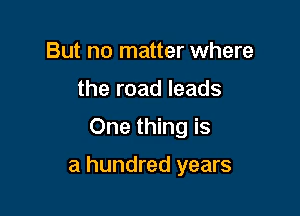 But no matter where
the road leads
One thing is
a hundred years